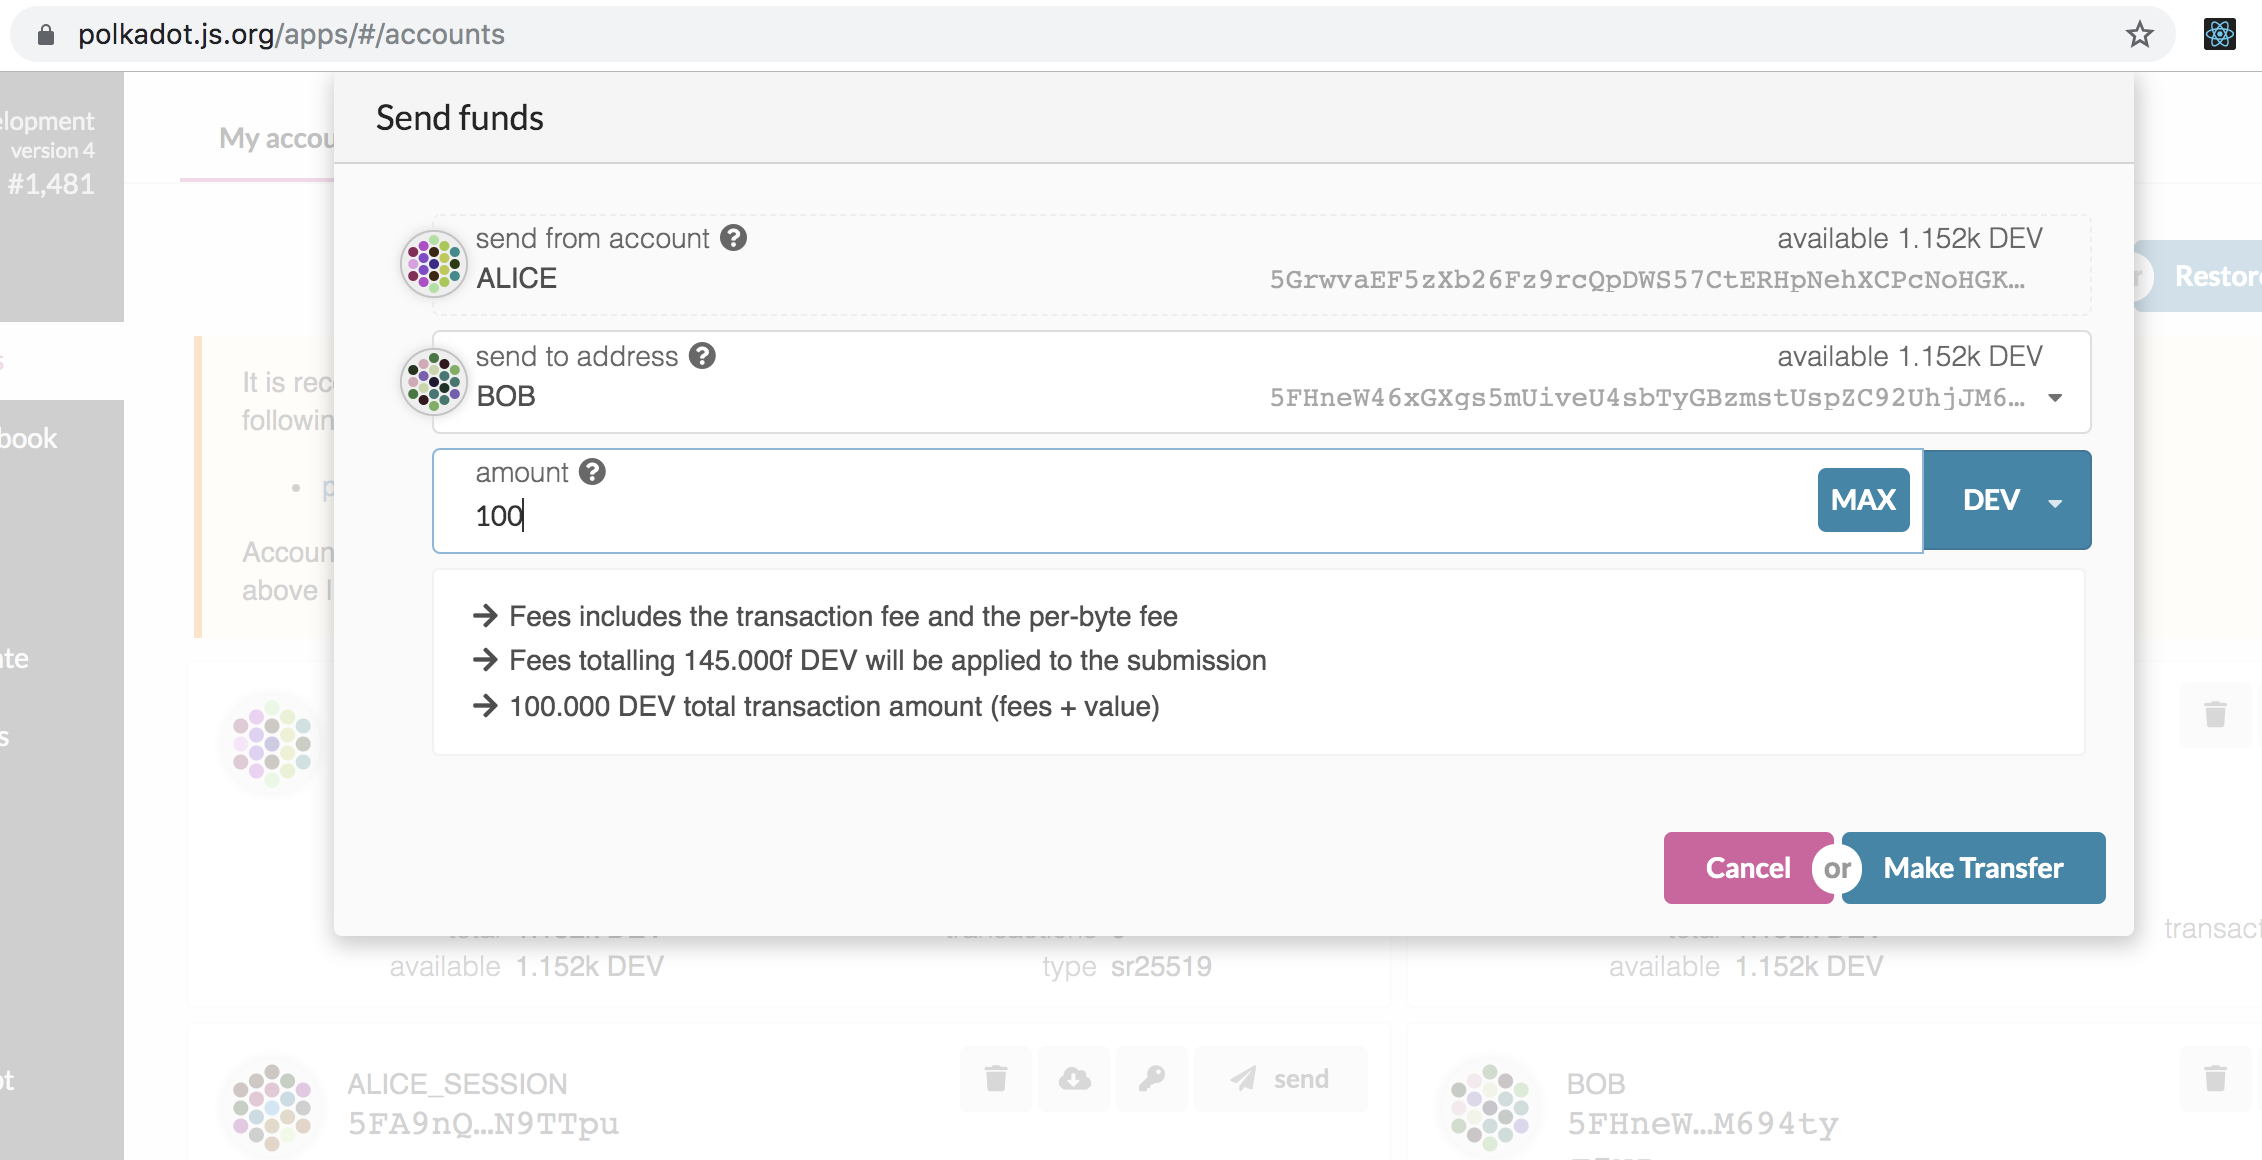 polkadot.js.org/apps/#/accounts
elopment
version 4
#1,481
My accou
Send funds
send from account ?
available 1.152k DEV
ALICE
5GrwvaEF5zXb26Fz9rcQpDWS57CtERHpNehXCPcNoHGK…
send to address ?
available 1.152k DEV
BOB
5FHneW46xGXgs5mUiveU4sbTyGBzmstUspZC92UhjJM6…
amount ?
100
MAX
DEV
→ Fees includes the transaction fee and the per-byte fee
→ Fees totalling 145.000f DEV will be applied to the submission
→ 100.000 DEV total transaction amount (fees + value)
Cancel
or
Make Transfer
r
Restore
s
It is rec
followin
• p
Accoun
above l
book
ate
s
ot
available 1.152k DEV
type sr25519
transact
available 1.152k DEV
ALICE_SESSION
5FA9nQ…N9TTpu
send
BOB
5FHneW…M694ty